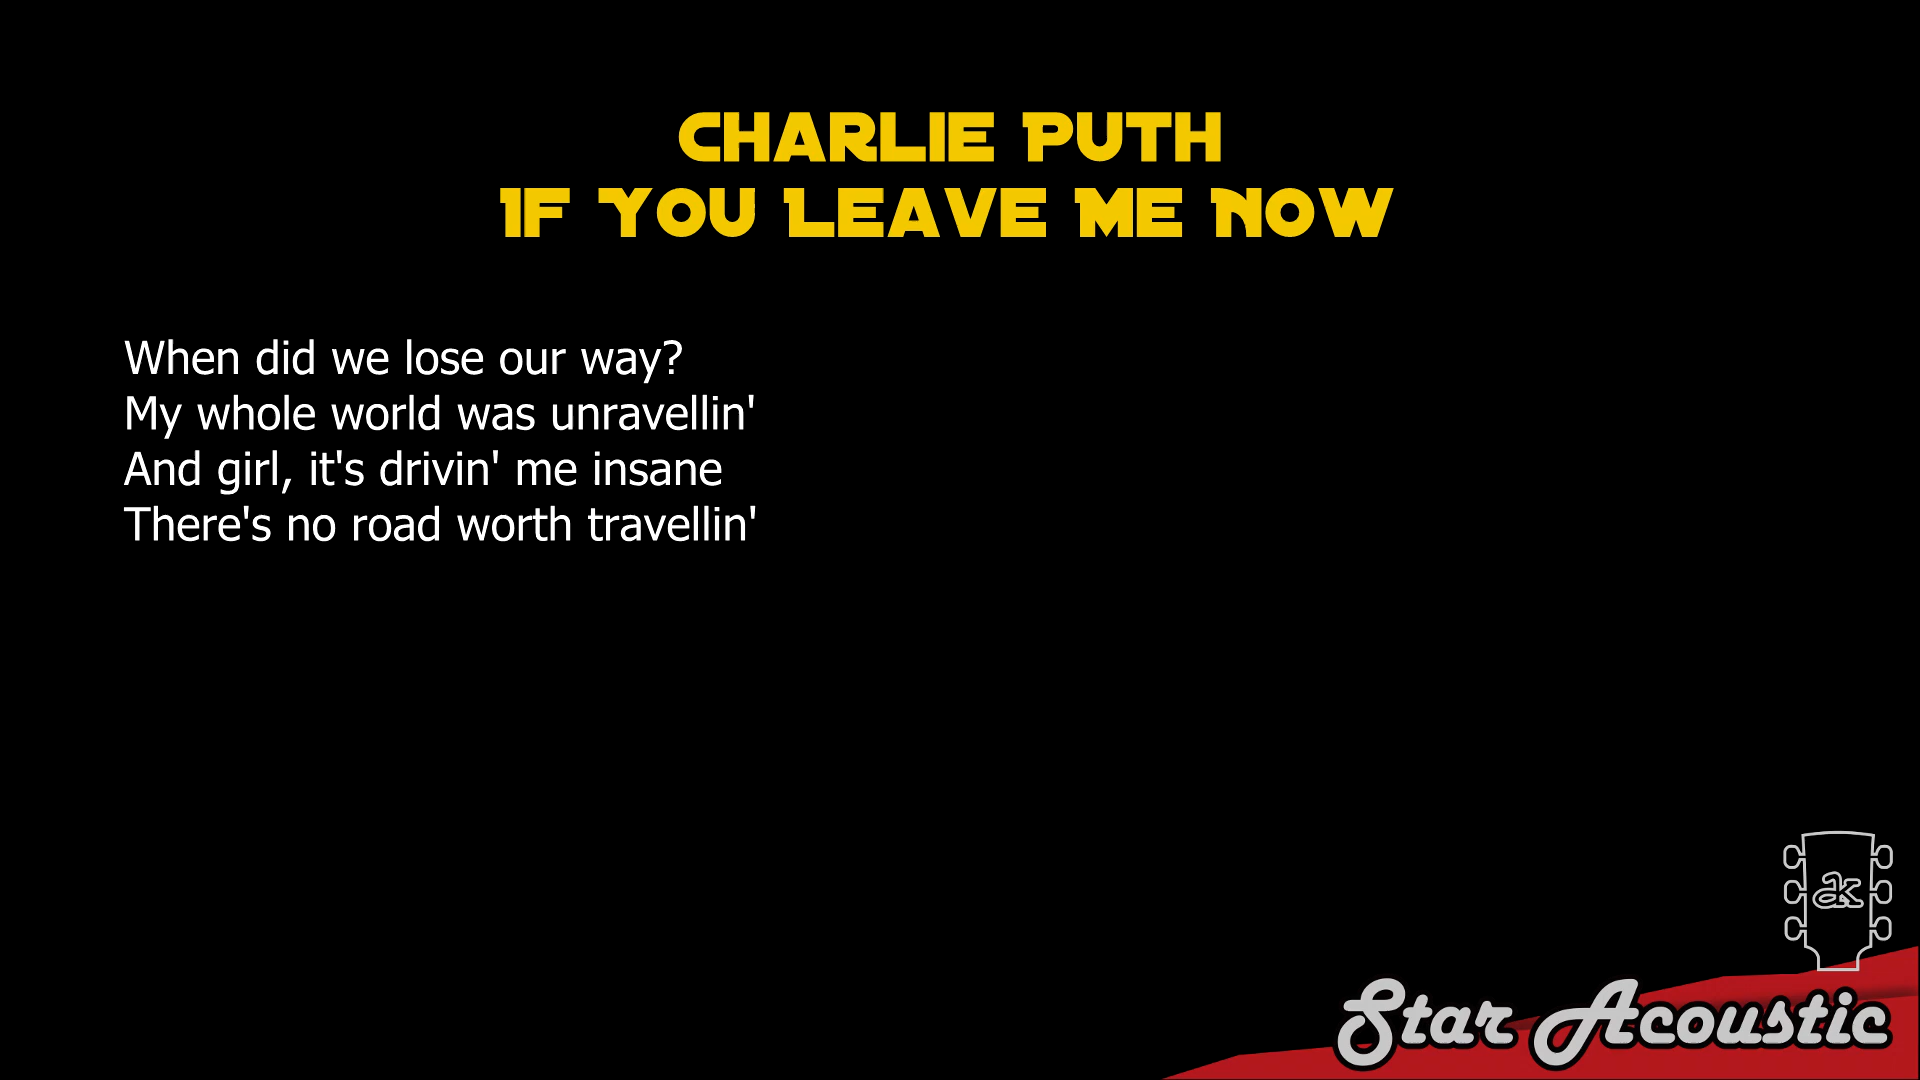 Charlie Puth
If You Leave Me Now
When did we lose our way?
My whole world was unravellin'
And girl, it's drivin' me insane
There's no road worth travellin'
ak
Star Acoustic